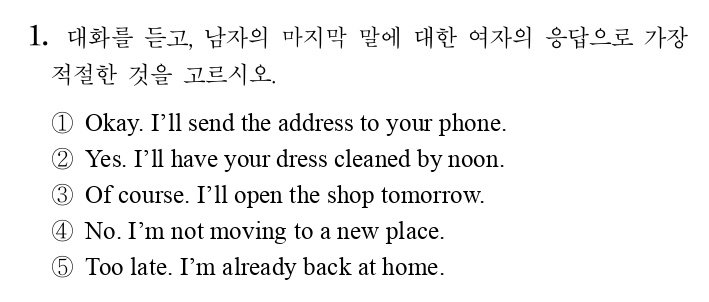 1. 대화를 듣고, 남자의 마지막 말에 대한 여자의 응답으로 가장
적절한 것을 고르시오.
① Okay. I’ll send the address to your phone.
② Yes. I’ll have your dress cleaned by noon.
③ Of course. I’ll open the shop tomorrow.
④ No. I’m not moving to a new place.
⑤ Too late. I’m already back at home.